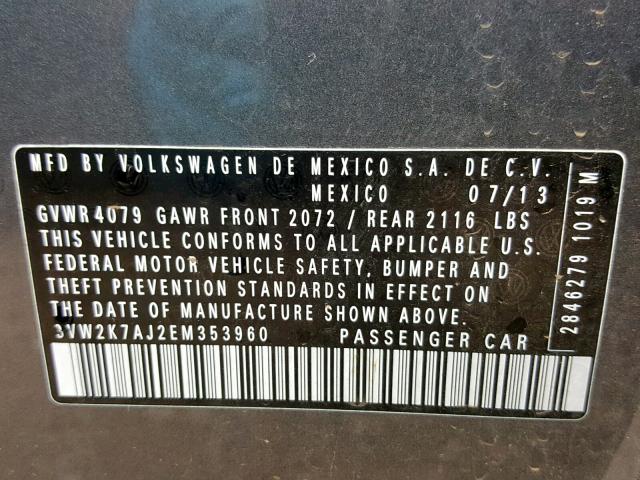 MFD BY VOLKSWAGEN DE MEXICO S.A. DE C.V.
MEXICO 07/13
GVWR 4079 GAWR FRONT 2072 / REAR 2116 LBS
THIS VEHICLE CONFORMS TO ALL APPLICABLE U.S.
FEDERAL MOTOR VEHICLE SAFETY, BUMPER AND
THEFT PREVENTION STANDARDS IN EFFECT ON
THE DATE OF MANUFACTURE SHOWN ABOVE.
3VW2K7AJ2EM353960 PASSENGER CAR
2846279 1019 M